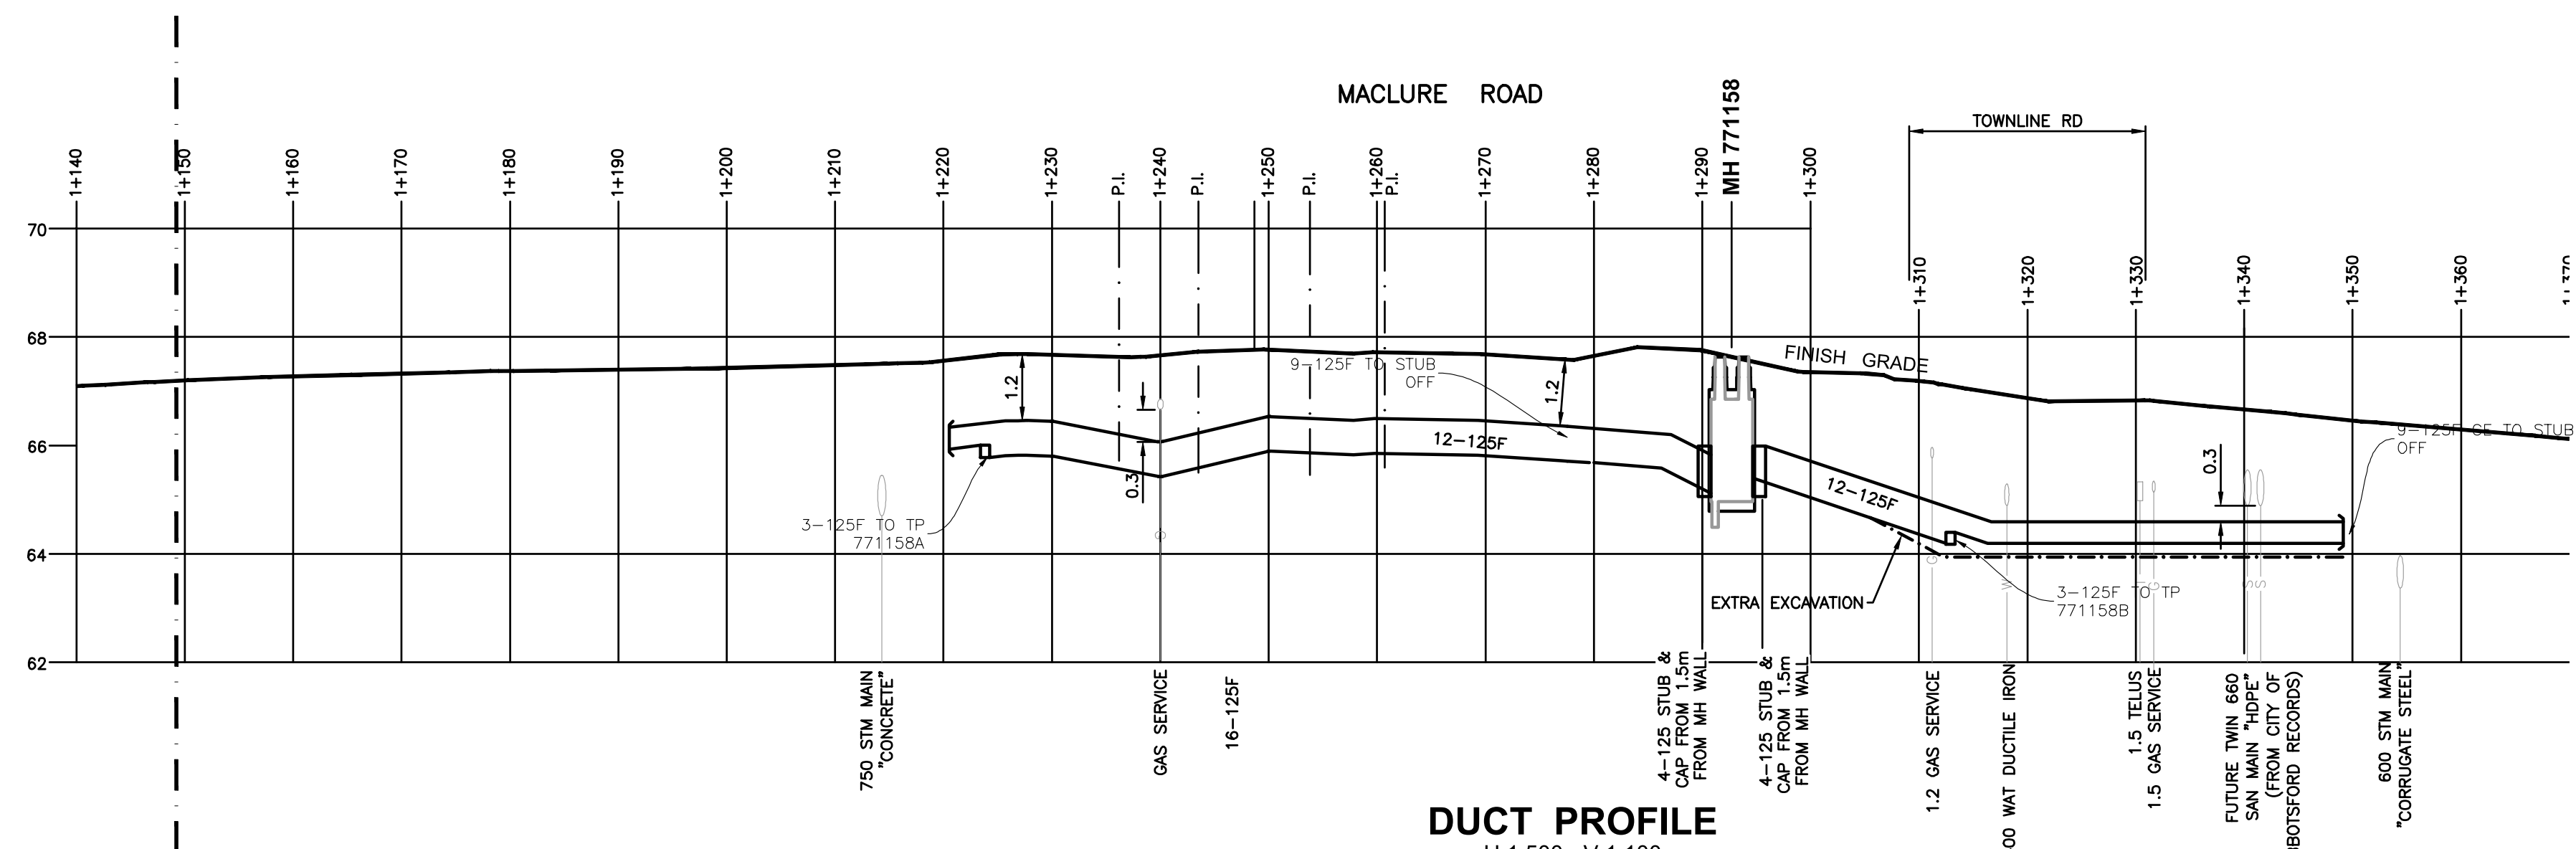 MACLURE ROAD
MH 771158
TOWNLINE RD
1+140
1+150
1+160
1+170
1+180
1+190
1+200
1+210
1+220
1+230
P.I.
1+240
P.I.
1+250
P.I.
1+260
P.I.
1+270
1+280
1+290
1+300
1+310
1+320
1+330
1+340
1+350
1+360
70
68
66
64
62
FINISH GRADE
9-125F TO STUB
OFF
1.2
1.2
0.3
0.3
12-125F
12-125F
9-125F CE TO STUB
OFF
3-125F TO TP
771158A
3-125F TO TP
771158B
EXTRA EXCAVATION
G
G
W
T
G
S
S
750 STM MAIN
"CONCRETE"
GAS SERVICE
16-125F
4-125 STUB &
CAP FROM 1.5m
FROM MH WALL
4-125 STUB &
CAP FROM 1.5m
FROM MH WALL
1.2 GAS SERVICE
WAT DUCTILE IRON
1.5 TELUS
1.5 GAS SERVICE
FUTURE TWIN 660
SAN MAIN "HDPE"
(FROM CITY OF
BBOTSFORD RECORDS)
600 STM MAIN
"CORRUGATE STEEL"
DUCT PROFILE